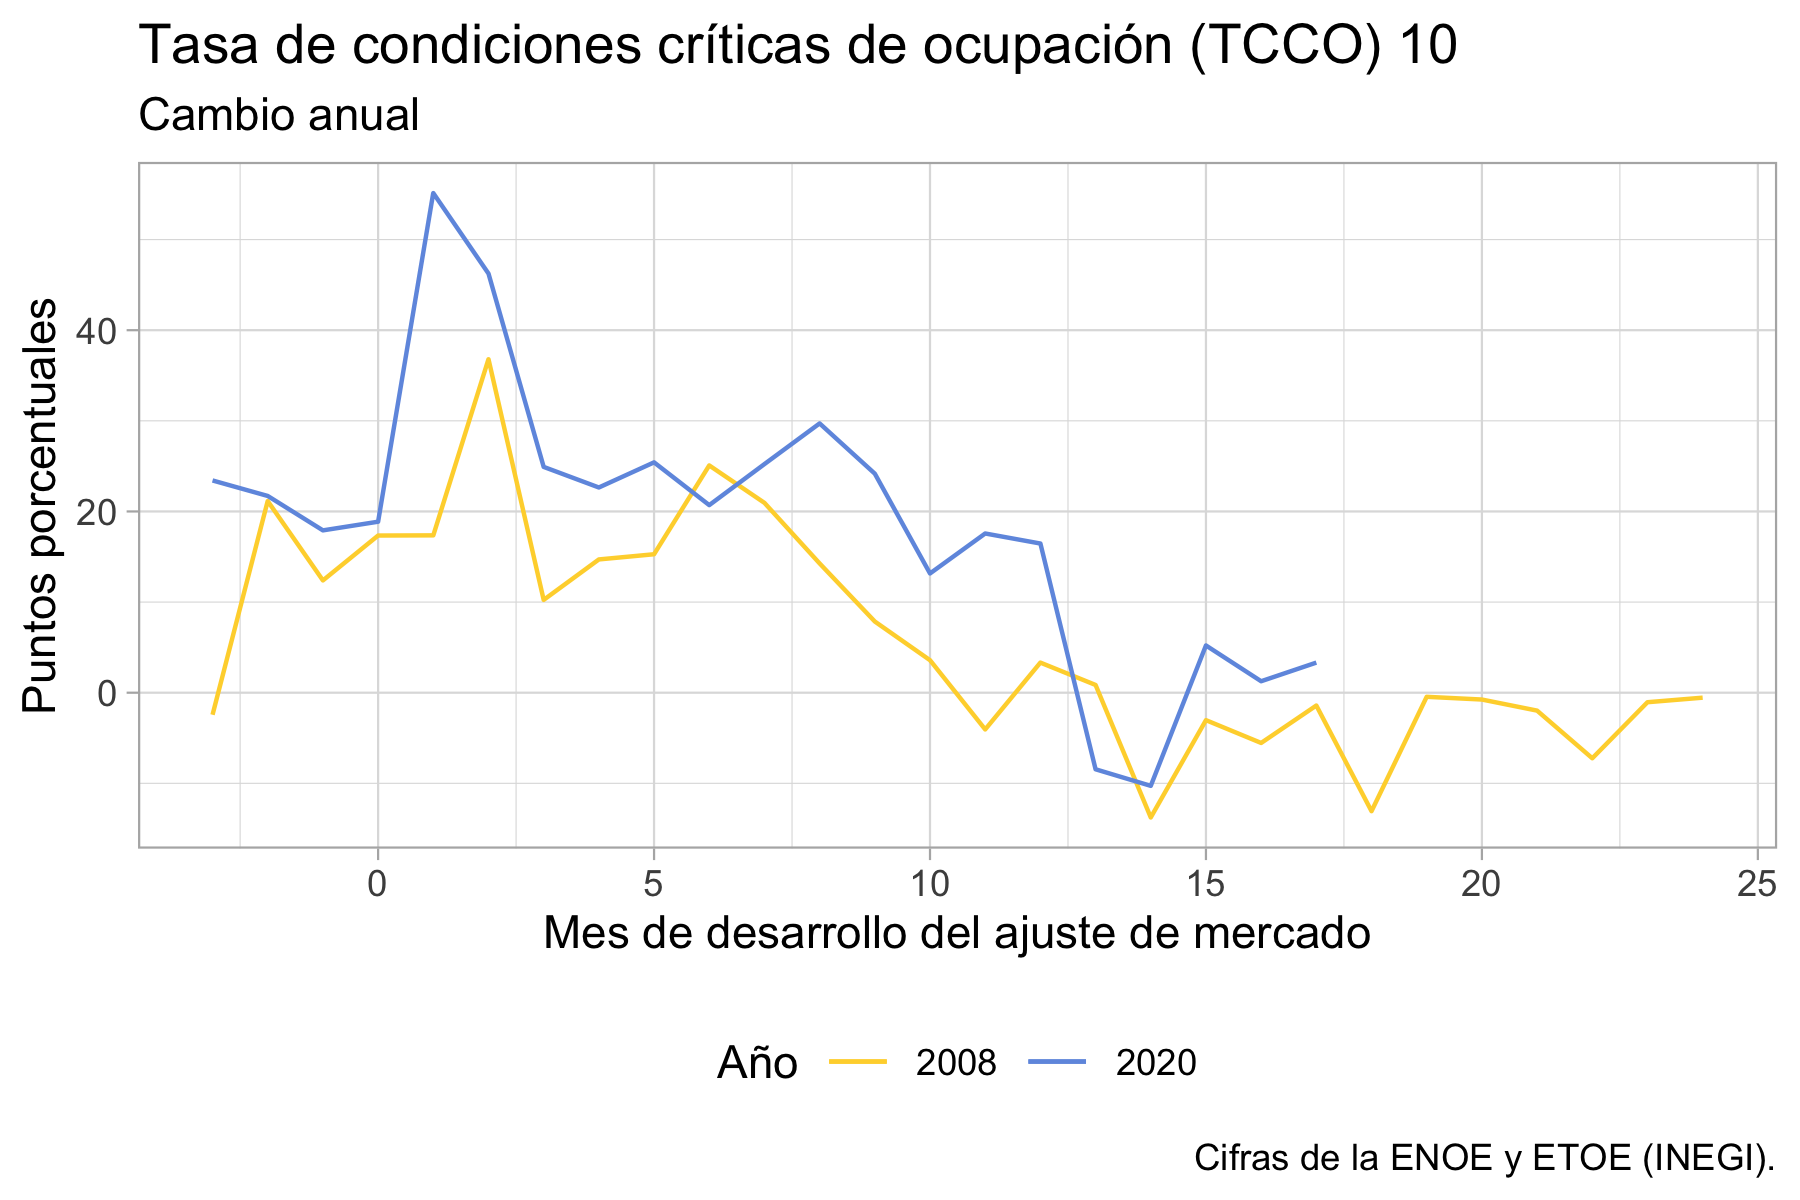 Tasa de condiciones críticas de ocupación (TCCO) 10
Cambio anual
Puntos porcentuales
40
20
0
0 5 10 15 20 25
Mes de desarrollo del ajuste de mercado
Año 2008 2020
Cifras de la ENOE y ETOE (INEGI).